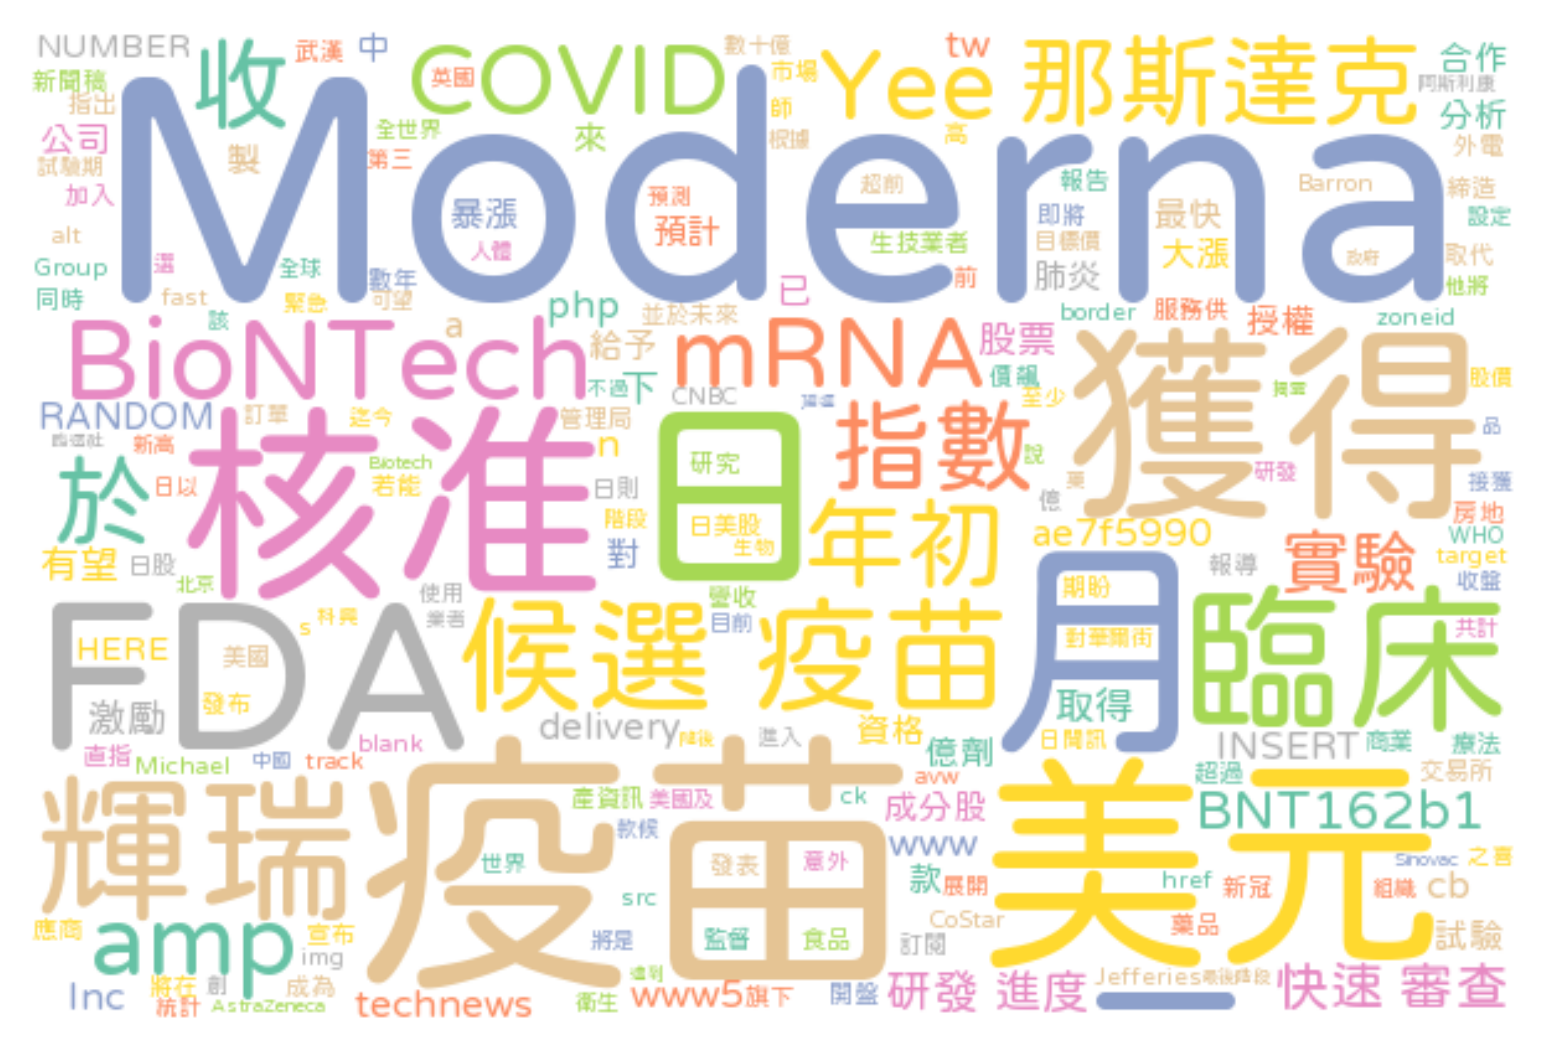 NUMBER
收
武漢
中
COVID
數十億
Yee
tw
那斯達克
合作
新聞稿
英國
市場
阿斯利康
指出
師
分析
公司
全世界
來
根據
高
外電
試驗期
製
第三
Moderna
加入
暴漲
預測
預計
超前
報告
Barron
締造
即將
最快
設定
alt
人體
生技業者
目標價
大漲
政府
取代
Group
選
全球
數年
前
肺炎
他將
同時
fast
緊急
可望
php
已
border
服務供
授權
zoneid
該
a
並於未來
BioNTech
給予
mRNA
股票
獲得
不過
下
CNBC
價飆
股價
至少
RANDOM
訂單
迄今
管理局
指數
品
新高
核准
n
日
研究
說
研發
於
日以
Biotech
若能
日則
億
接獲
階段
日美股
生物
年初
ae7f5990
房地
WHO
有望
日股
對
實驗
target
北京
使用
報導
收盤
月
期盼
FDA
s
業者
候選
目前
疫苗
臨床
HERE
美國
對華爾街
共計
激勵
發布
取得
delivery
進入
資格
日聞訊
INSERT
商業
療法
直指
Michael
中國
track
blank
億劑
超過
交易所
輝瑞
疫苗
產資訊
美國及
ck
avw
成分股
美元
BNT162b1
款候
www
世界
發表
意外
Sinovac
之喜
款
展開
href
新冠
組織
cb
src
CoStar
藥品
應商
amp
宣布
img
將是
監督
食品
訂閱
試驗
Inc
將在
創
成為
達到
Jefferies
最後階段
統計
AstraZeneca
technews
衛生
www5
旗下
開盤
研發
進度
一
快速
審查